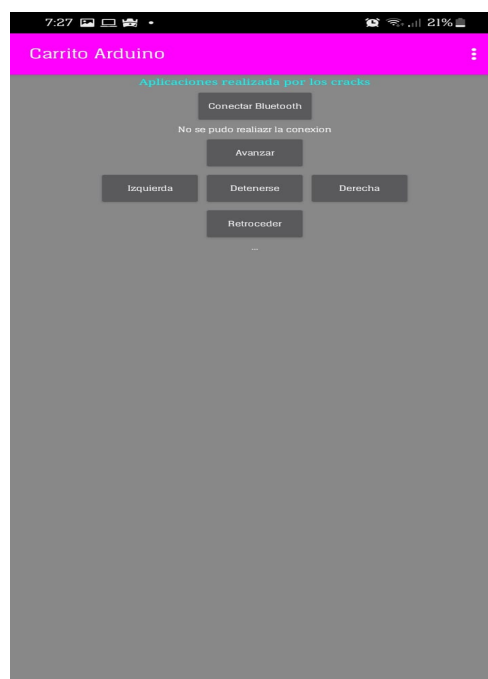 7:27 21%
Carrito Arduino
Aplicaciones realizada por los cracks
Conectar Bluetooth
No se pudo realiazr la conexion
Avanzar
Izquierda Detenerse Derecha
Retroceder
--